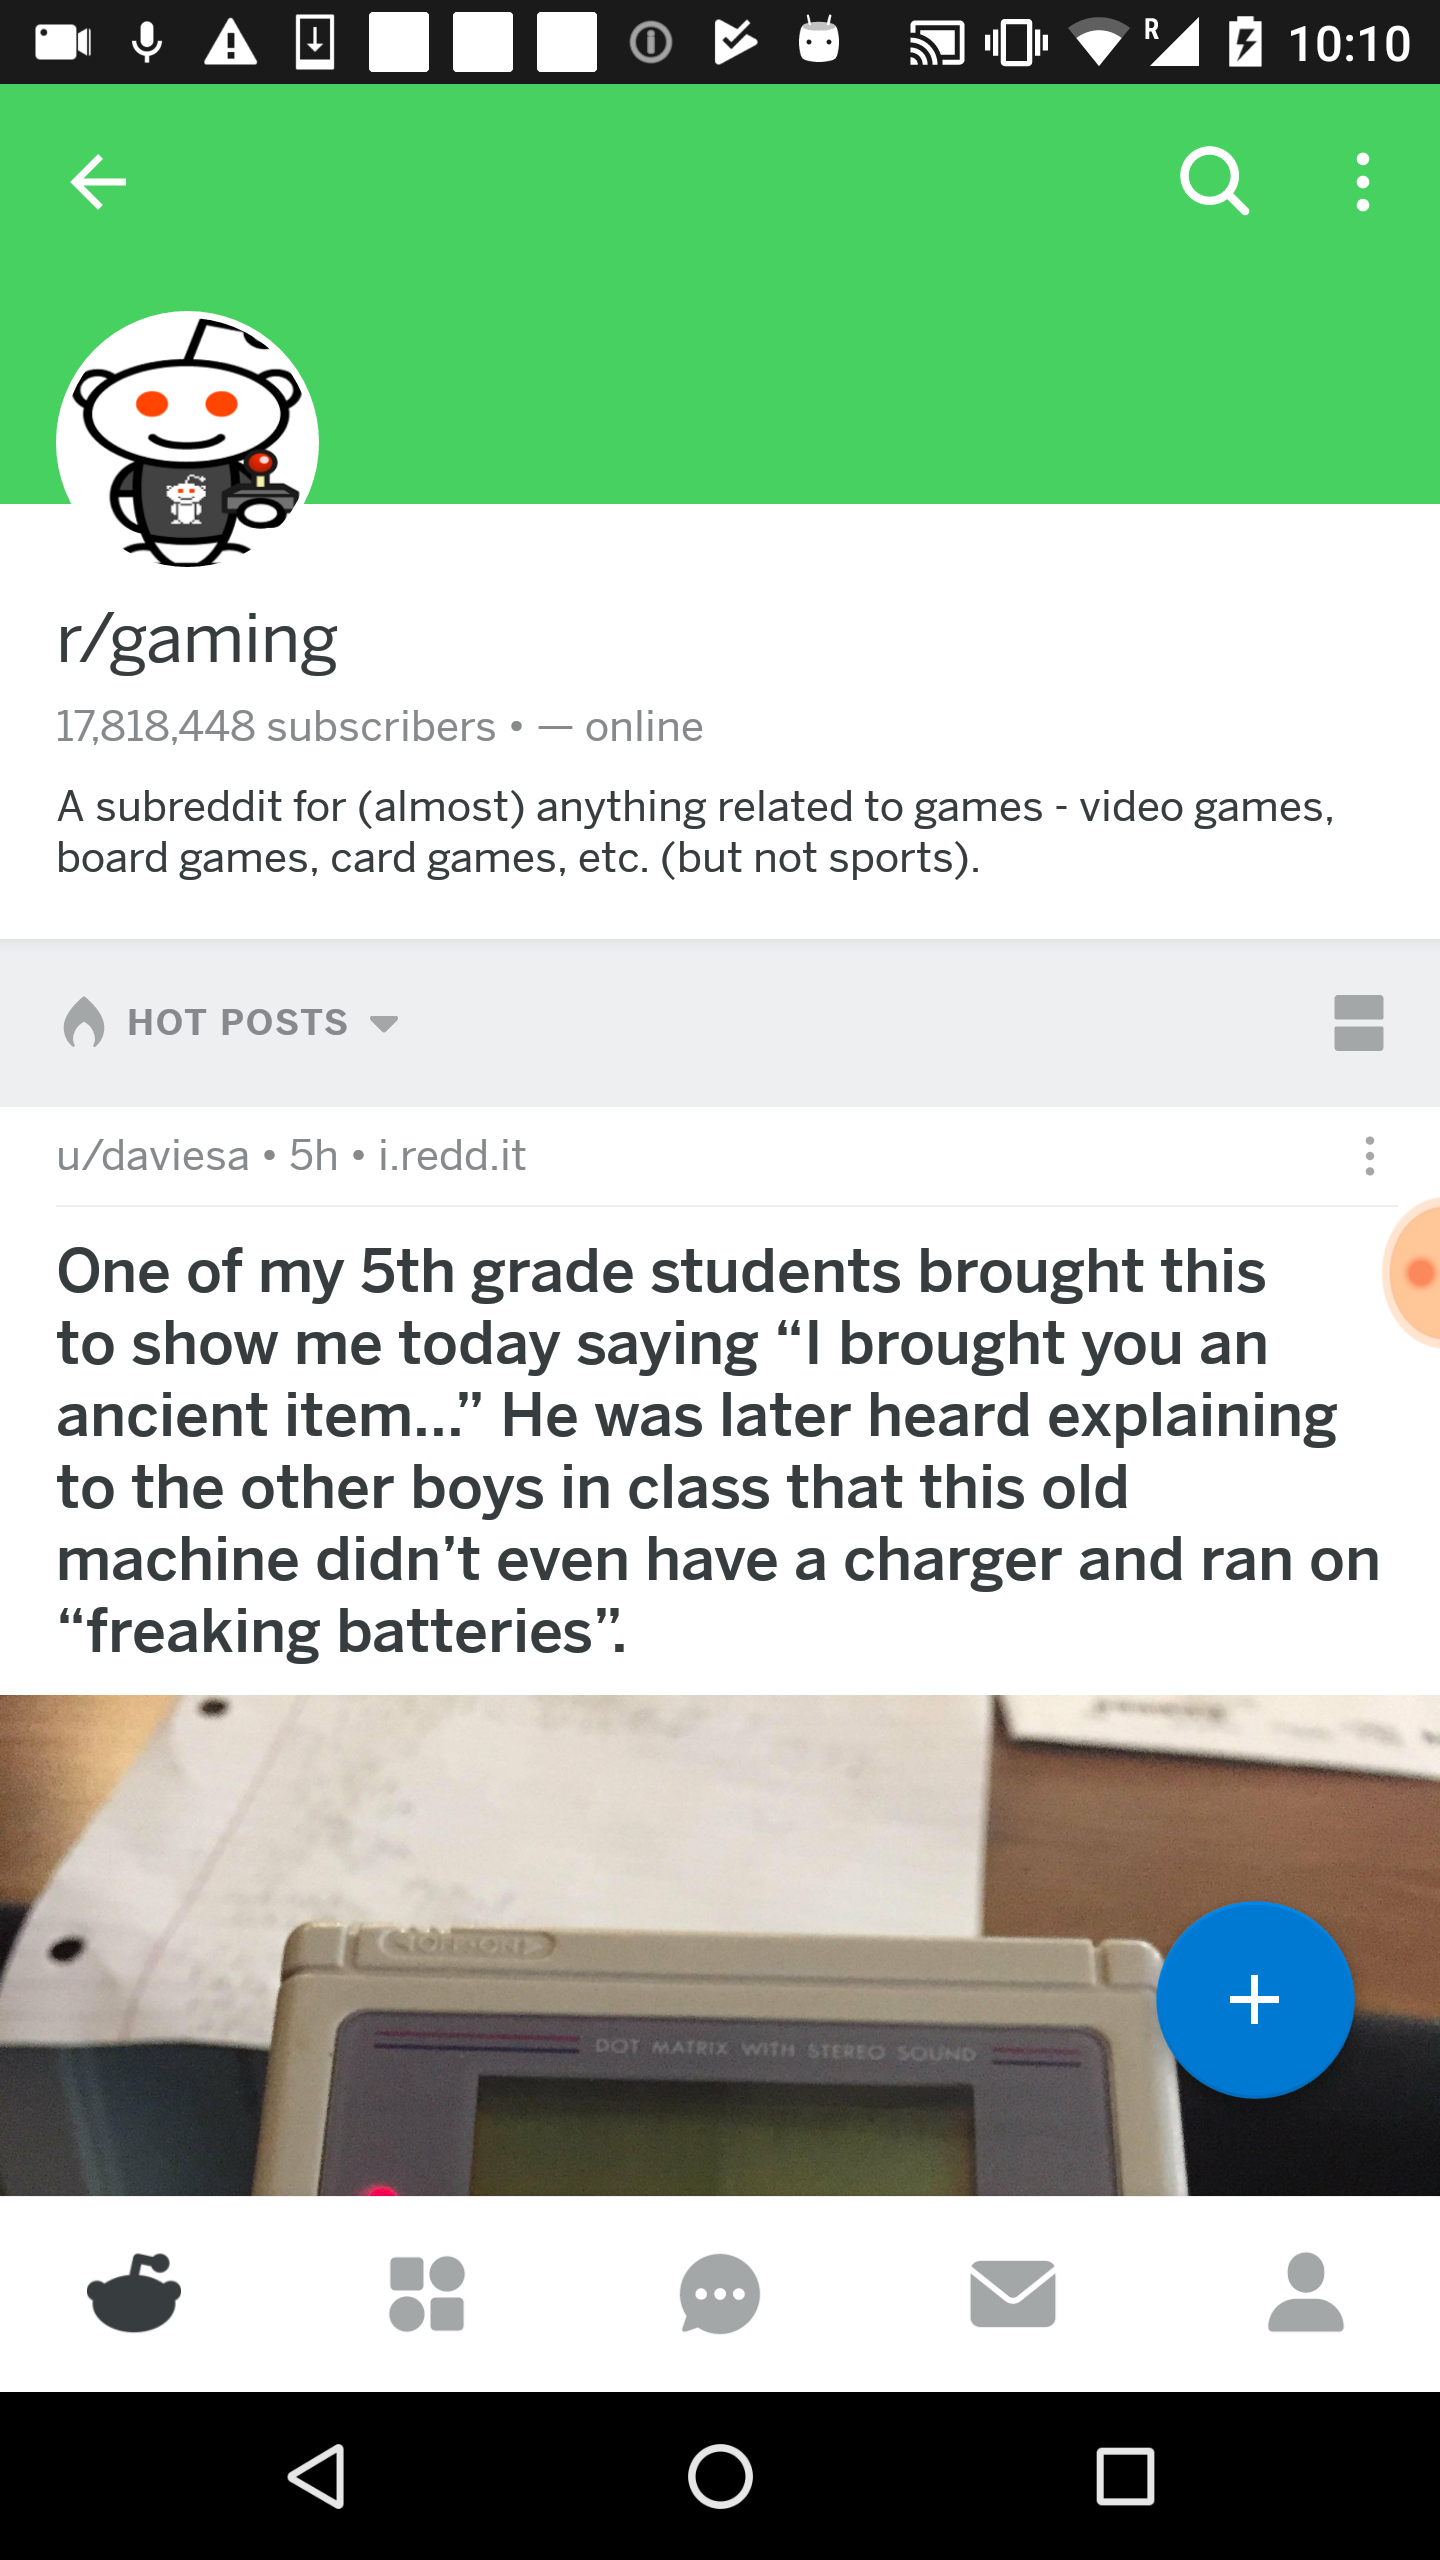 R 10:10
r/gaming
17,818,448 subscribers • — online
A subreddit for (almost) anything related to games - video games,
board games, card games, etc. (but not sports).
HOT POSTS
u/daviesa • 5h • i.redd.it
One of my 5th grade students brought this
to show me today saying “I brought you an
ancient item...” He was later heard explaining
to the other boys in class that this old
machine didn’t even have a charger and ran on
“freaking batteries”.
DOT MATRIX WITH STEREO SOUND